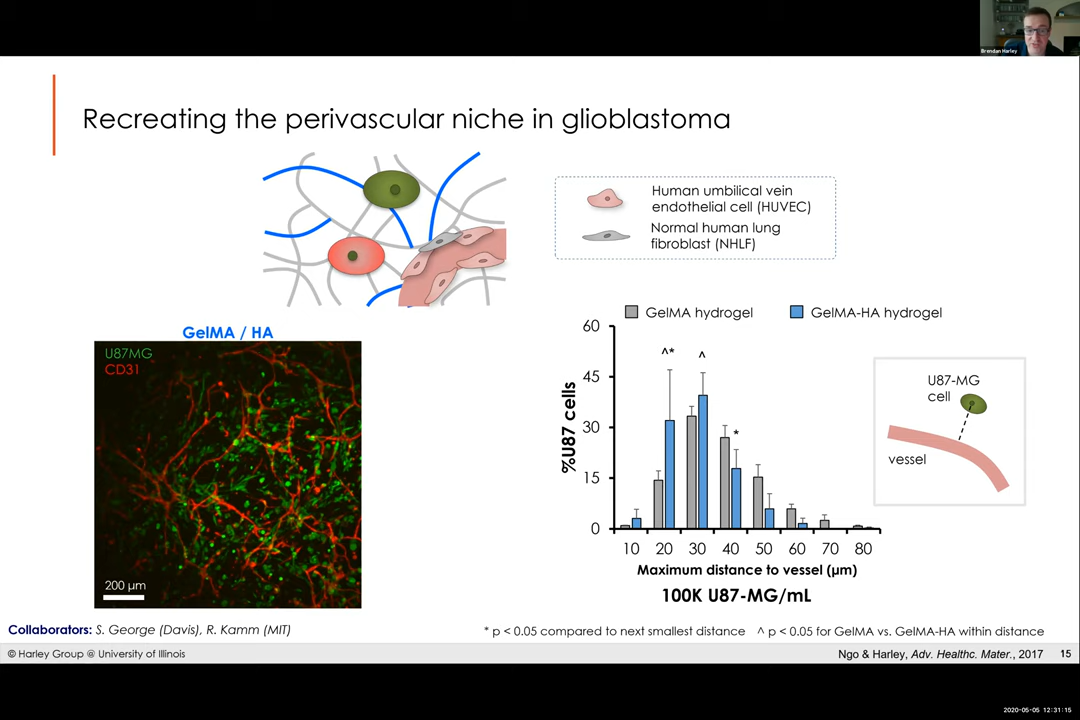 Brendan Harley
Recreating the perivascular niche in glioblastoma
Human umbilical vein
endothelial cell (HUVEC)
Normal human lung
fibroblast (NHLF)
GelMA / HA
U87MG
CD31
200 µm
GelMA hydrogel
GelMA-HA hydrogel
%U87 cells
60
45
30
15
0
^*
^
*
10 20 30 40 50 60 70 80
Maximum distance to vessel (µm)
100K U87-MG/mL
U87-MG
cell
vessel
Collaborators: S. George (Davis), R. Kamm (MIT)
* p < 0.05 compared to next smallest distance ^ p < 0.05 for GelMA vs. GelMA-HA within distance
© Harley Group @ University of Illinois
Ngo & Harley, Adv. Healthc. Mater., 2017 15
2020-05-05 12:31:15